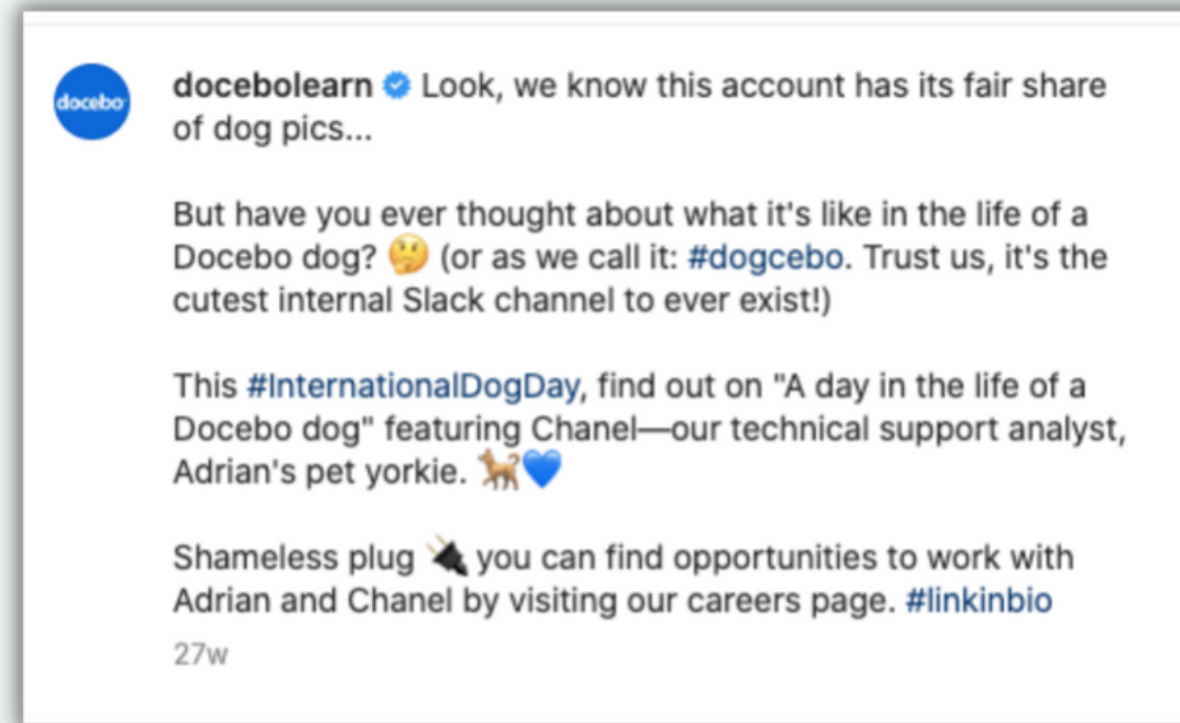 docebo
docebolearn Look, we know this account has its fair share
of dog pics...
But have you ever thought about what it's like in the life of a
Docebo dog? 🤔 (or as we call it: #dogcebo. Trust us, it's the
cutest internal Slack channel to ever exist!)
This #InternationalDogDay, find out on "A day in the life of a
Docebo dog" featuring Chanel—our technical support analyst,
Adrian's pet yorkie. 🐕💙
Shameless plug 🔌 you can find opportunities to work with
Adrian and Chanel by visiting our careers page. #linkinbio
27w